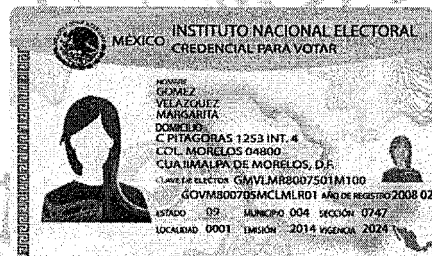 MÉXICO INSTITUTO NACIONAL ELECTORAL
CREDENCIAL PARA VOTAR
NOMBRE
GOMEZ
VELAZQUEZ
MARGARITA
DOMICILIO
C PITAGORAS 1253 INT. 4
COL. MORELOS 04800
CUAJIMALPA DE MORELOS, D.F.
CLAVE DE ELECTOR GMVLMR8007501M100
GOVM800705MCLMLR01 AÑO DE REGISTRO 2008 02
ESTADO 09 MUNICIPIO 004 SECCIÓN 0747
LOCALIDAD 0001 EMISIÓN 2014 VIGENCIA 2024